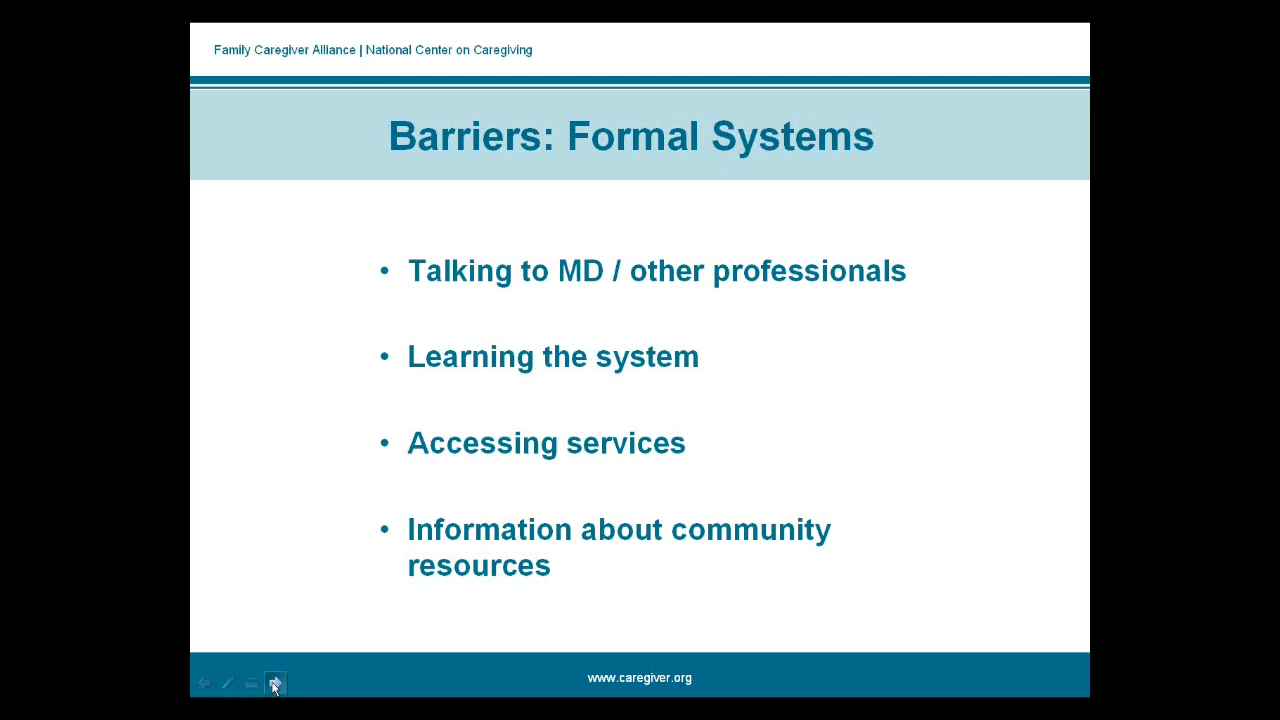 Family Caregiver Alliance | National Center on Caregiving
Barriers: Formal Systems
• Talking to MD / other professionals
• Learning the system
• Accessing services
• Information about community
resources
www.caregiver.org